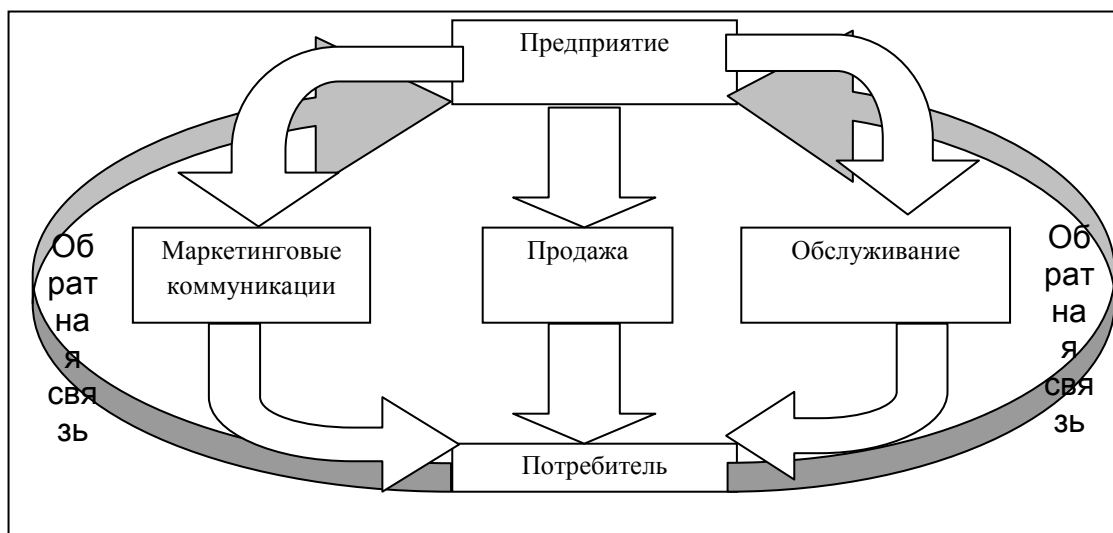 Предприятие
Маркетинговые
коммуникации
Продажа
Обслуживание
Об
рат
на
я
свя
зь
Об
рат
на
я
свя
зь
Потребитель